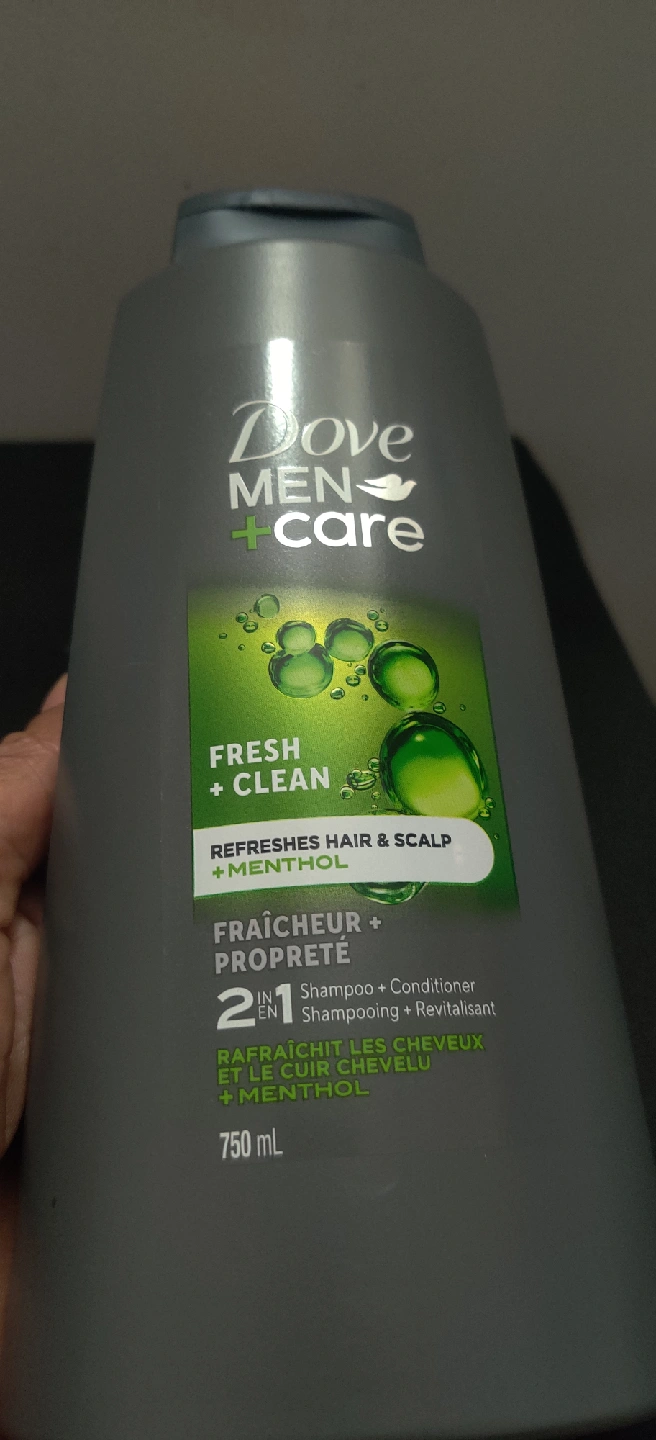 Dove
MEN
+care
FRESH
+ CLEAN
REFRESHES HAIR & SCALP
+MENTHOL
FRAÎCHEUR +
PROPRETÉ
2 IN EN 1 Shampoo + Conditioner
Shampooing + Revitalisant
RAFRAÎCHIT LES CHEVEUX
ET LE CUIR CHEVELU
+MENTHOL
750 mL